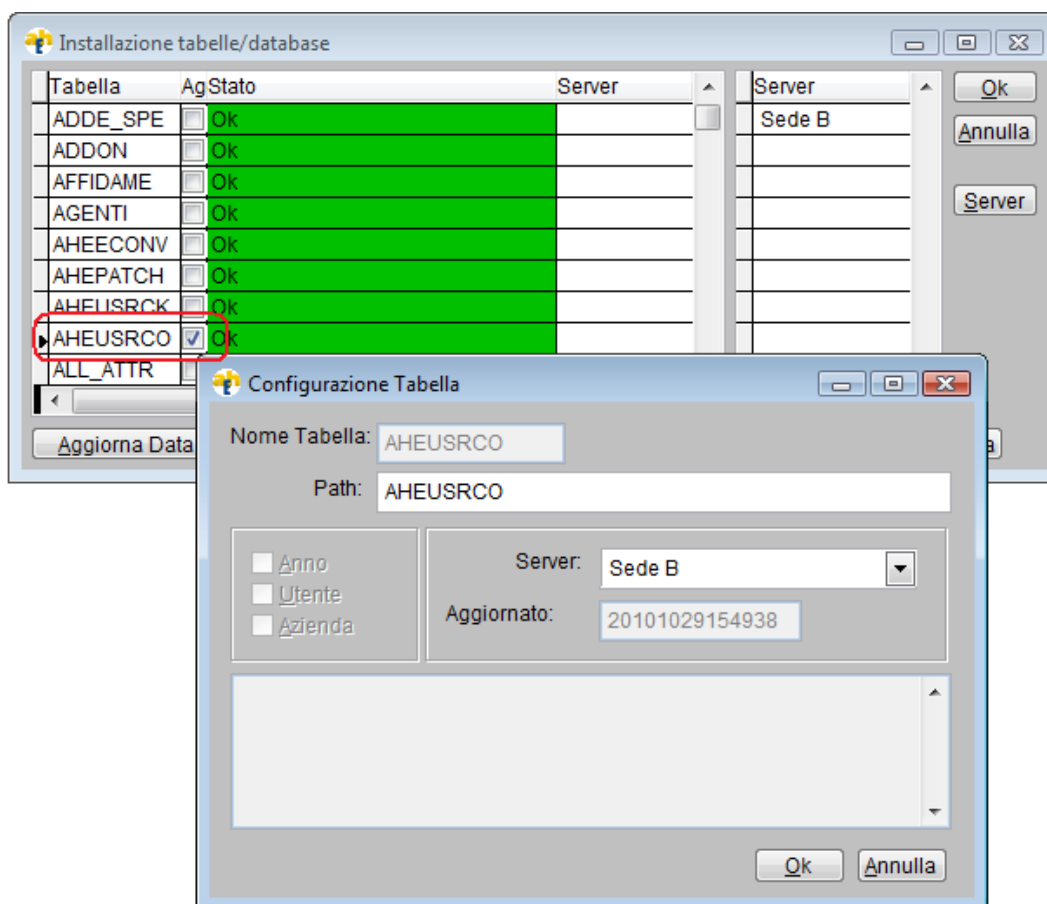 Installazione tabelle/database
Tabella AgStato Server Server Ok
ADDE_SPE Ok Sede B
Annulla
ADDON Ok
AFFIDAME Ok
AGENTI Ok Server
AHEECONV Ok
AHEPATCH Ok
AHEUSRCK Ok
AHEUSRCO Ok
ALL_ATTR
Aggiorna Data a
Configurazione Tabella
Nome Tabella: AHEUSRCO
Path: AHEUSRCO
Anno
Utente
Azienda
Server: Sede B
Aggiornato: 20101029154938
Ok Annulla